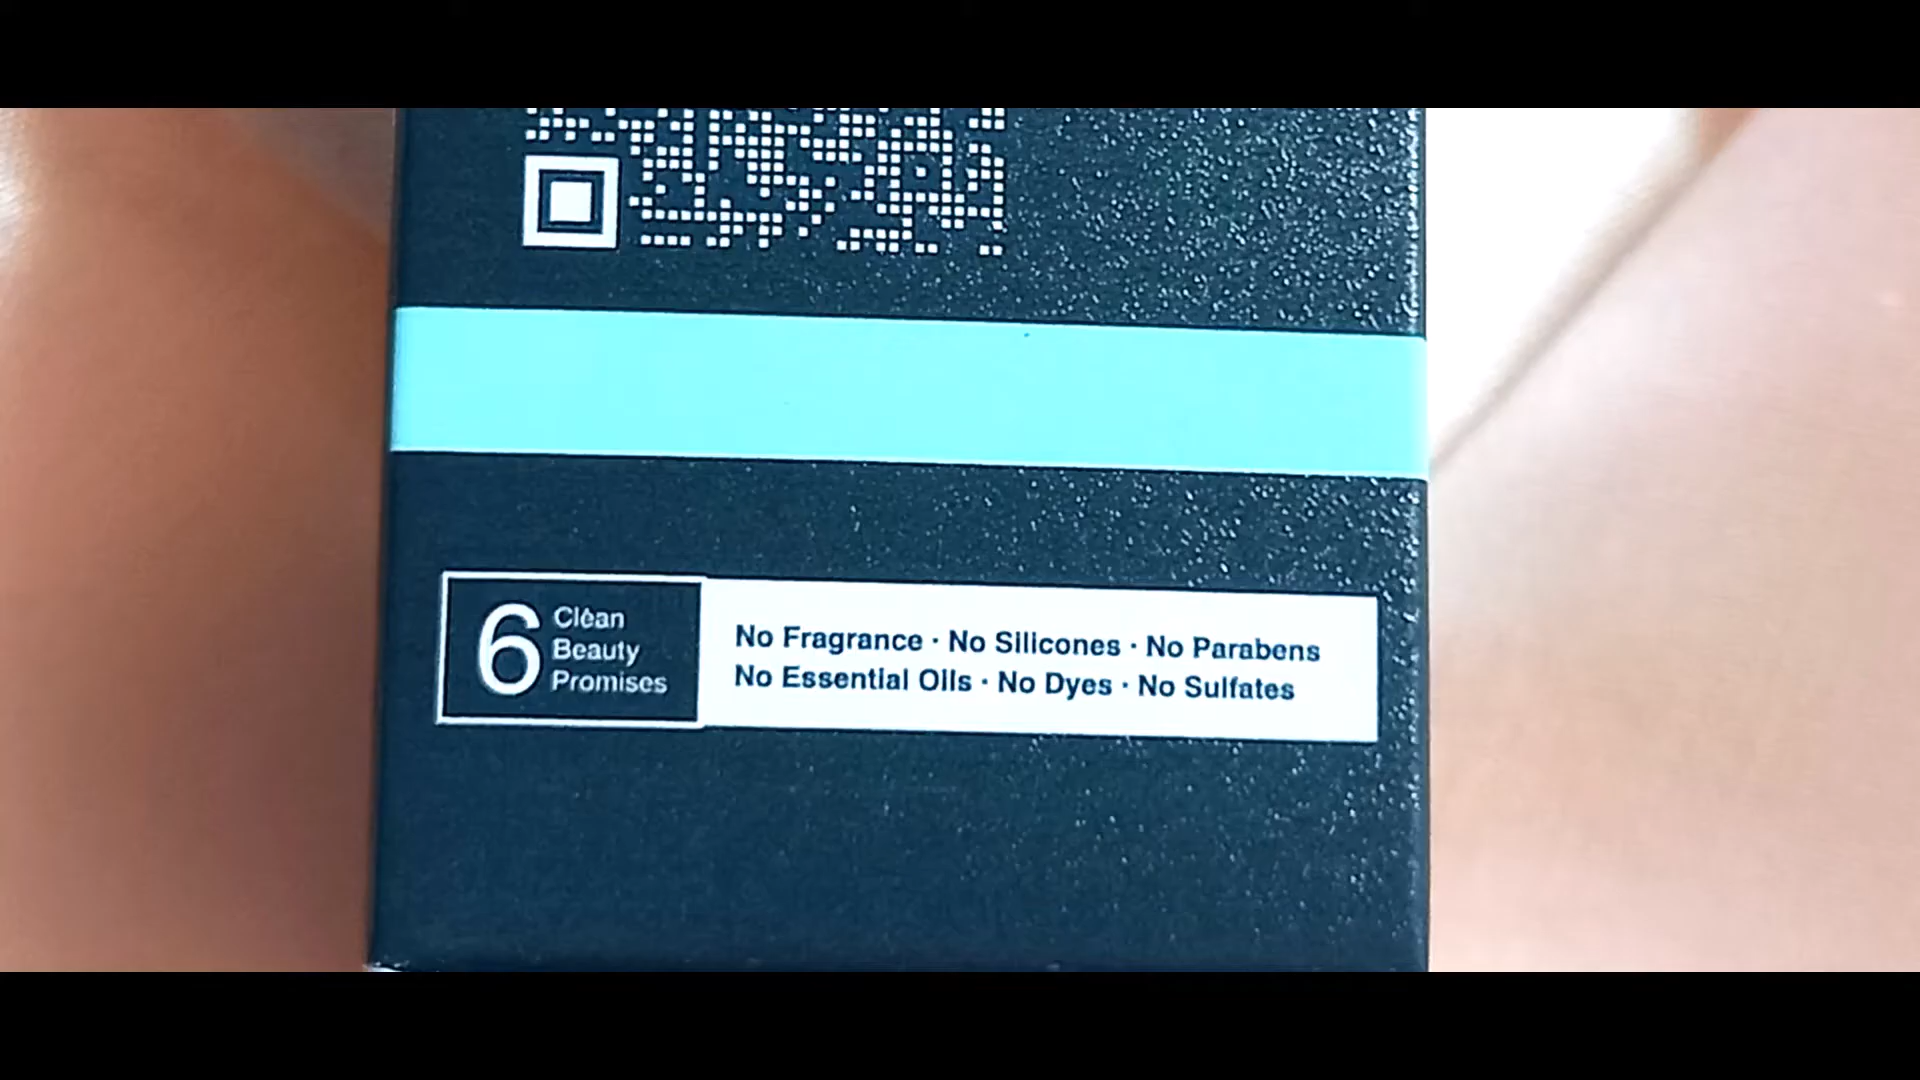 6 Clean
Beauty
Promises
No Fragrance · No Silicones · No Parabens
No Essential Oils · No Dyes · No Sulfates